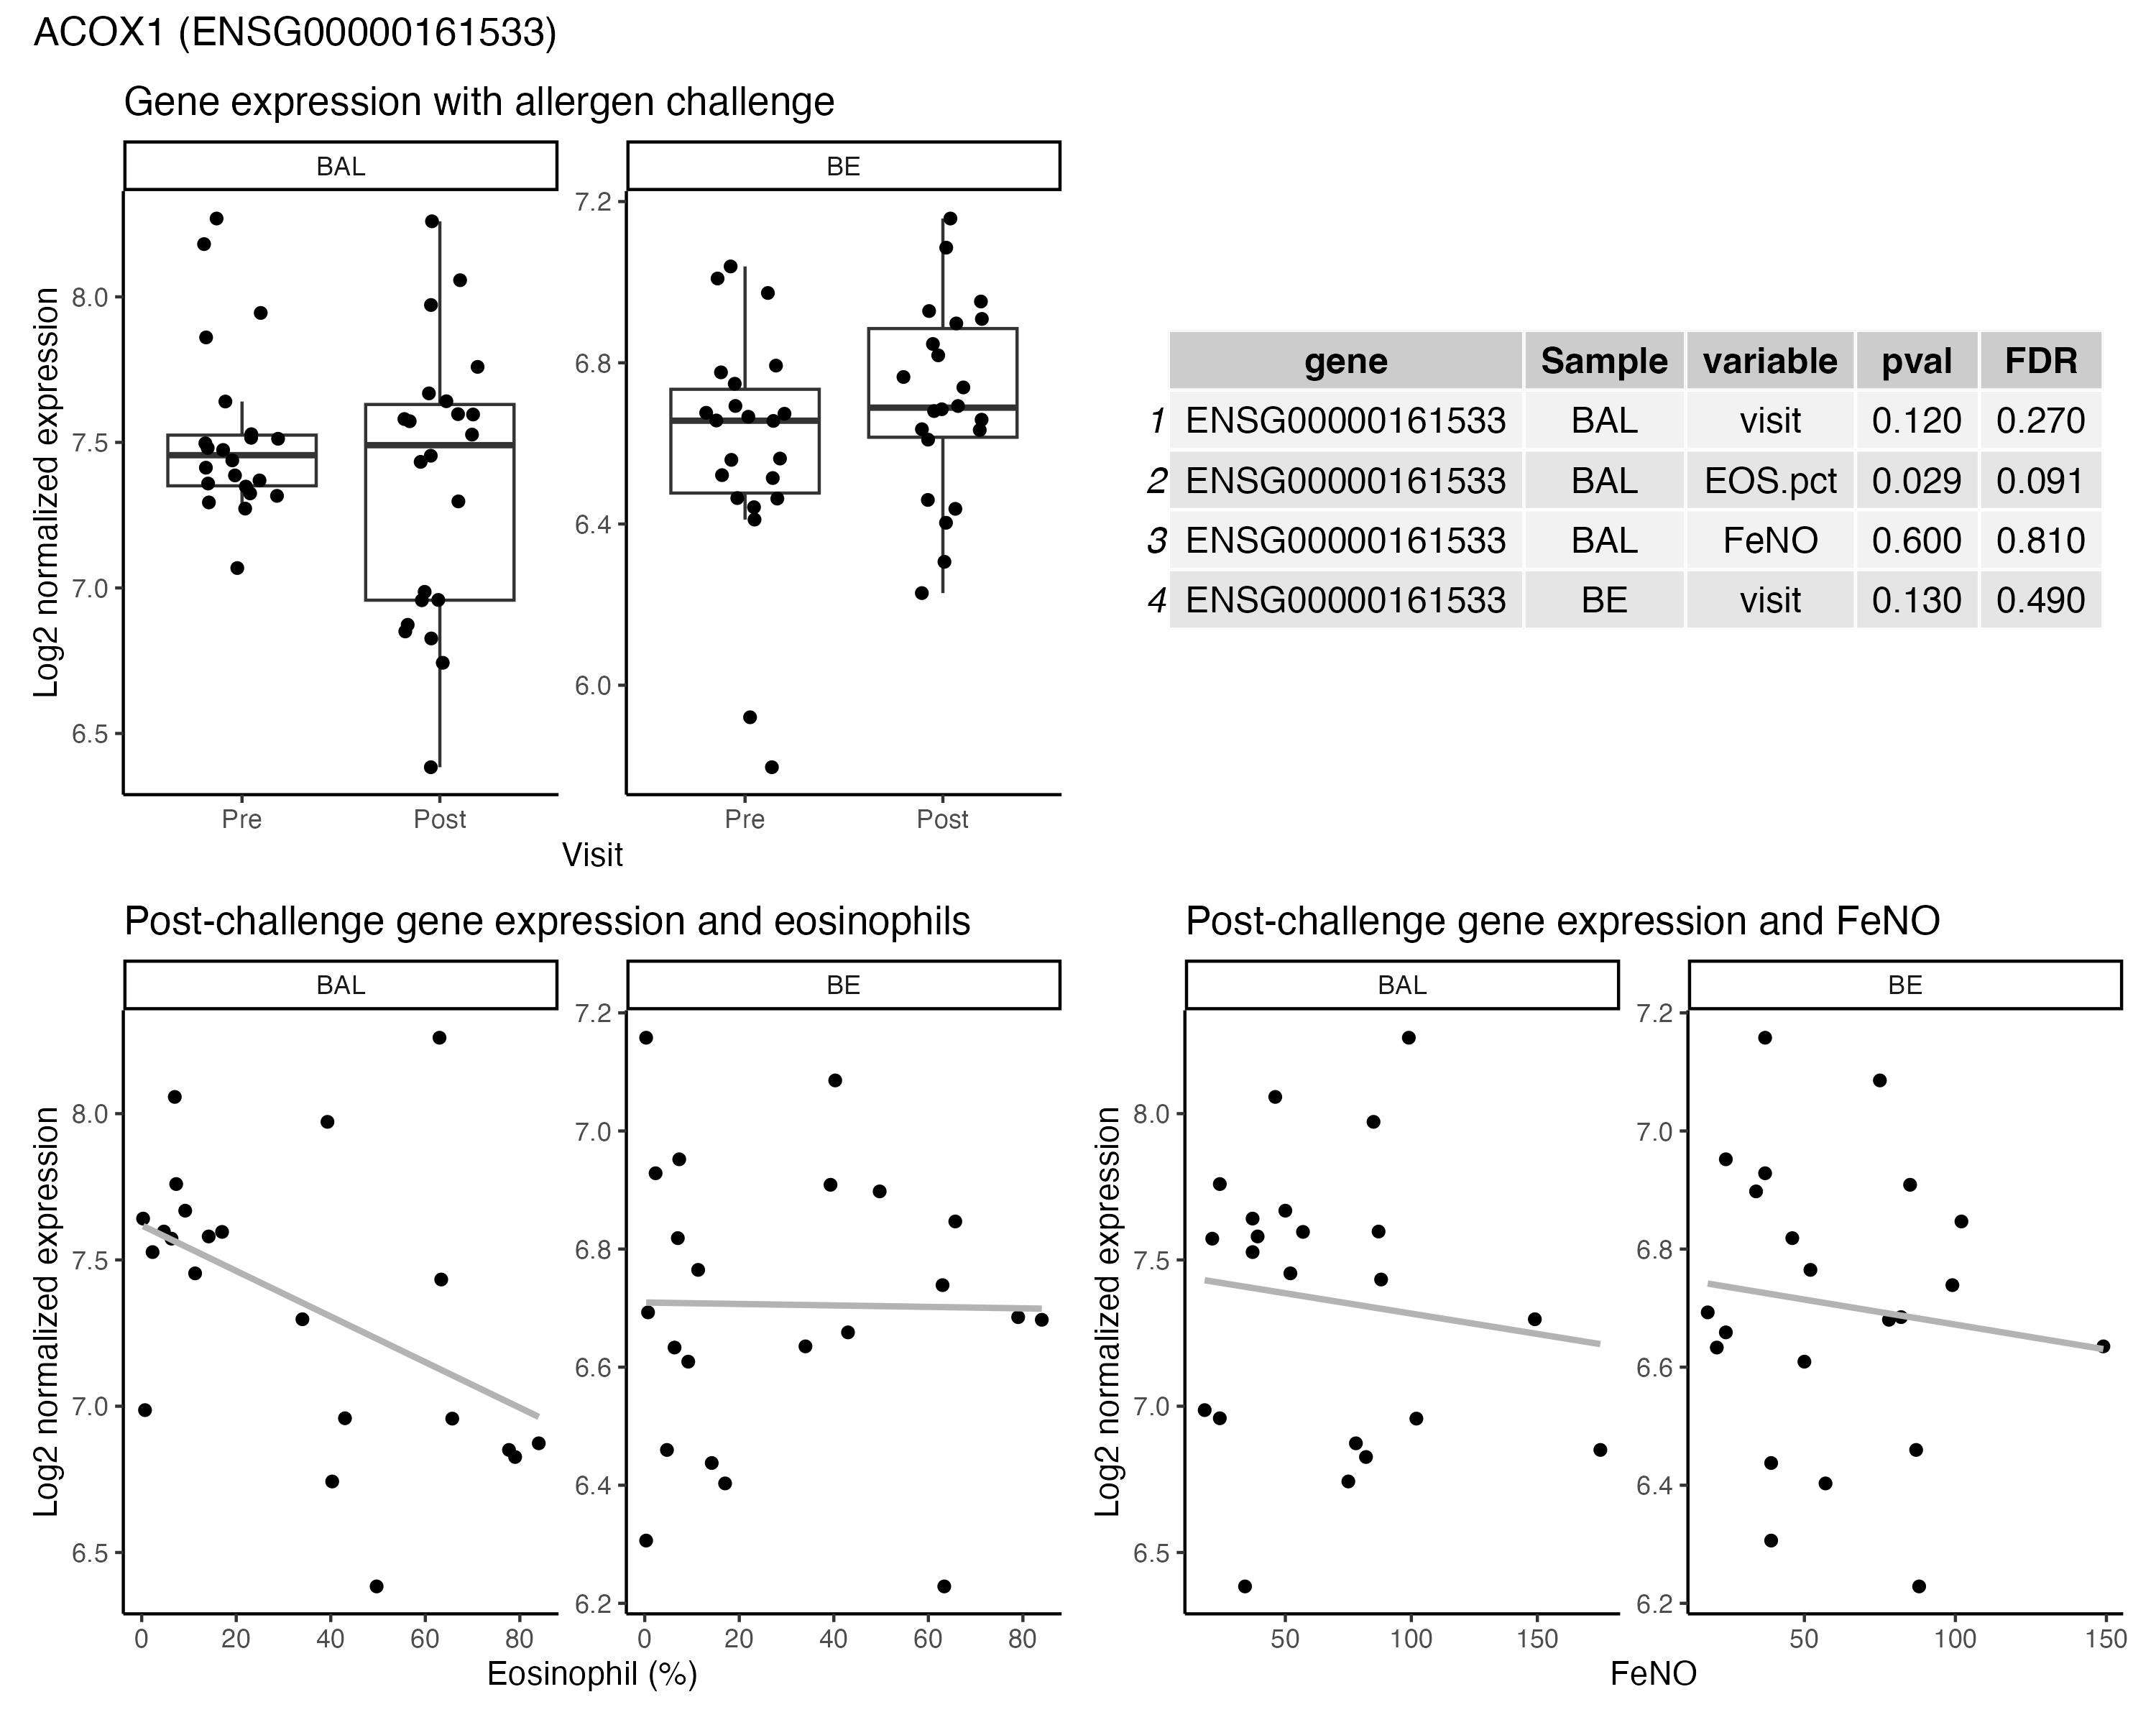 ACOX1 (ENSG00000161533)
Gene expression with allergen challenge
BAL
BE
Log2 normalized expression
8.0
7.5
7.0
6.5
7.2
6.8
6.4
6.0
Pre
Post
Pre
Post
Visit
gene Sample variable pval FDR
1 ENSG00000161533 BAL visit 0.120 0.270
2 ENSG00000161533 BAL EOS.pct 0.029 0.091
3 ENSG00000161533 BAL FeNO 0.600 0.810
4 ENSG00000161533 BE visit 0.130 0.490
Post-challenge gene expression and eosinophils
BAL
BE
Log2 normalized expression
8.0
7.5
7.0
6.5
7.2
7.0
6.8
6.6
6.4
6.2
0 20 40 60 80
0 20 40 60 80
Eosinophil (%)
Post-challenge gene expression and FeNO
BAL
BE
Log2 normalized expression
8.0
7.5
7.0
6.5
7.2
7.0
6.8
6.6
6.4
6.2
50 100 150
50 100 150
FeNO